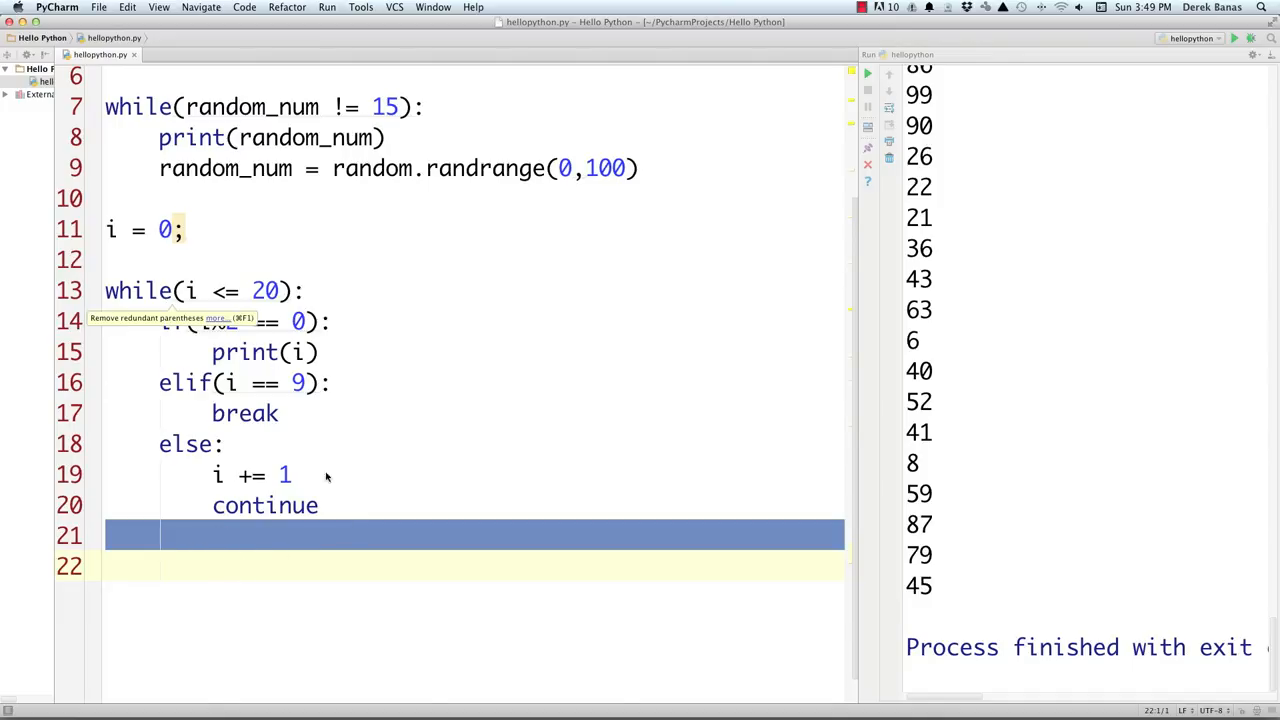 PyCharm File Edit View Navigate Code Refactor Run Tools VCS Window Help 10 Sun 3:49 PM Derek Banas
hellopython.py – Hello Python – [~/PycharmProjects/Hello Python]
Hello Python hellopython.py hellopython
hellopython.py Run hellopython
Hello P
hell
Extern
6
7 while(random_num != 15):
8 print(random_num)
9 random_num = random.randrange(0,100)
10
11 i = 0;
12
13 while(i <= 20):
Remove redundant parentheses more... (⌘F1)
14 == 0):
15 print(i)
16 elif(i == 9):
17 break
18 else:
19 i += 1
20 continue
21
22
86
99
90
26
22
21
36
43
63
6
40
52
41
8
59
87
79
45
Process finished with exit
22:1/1 LF UTF-8